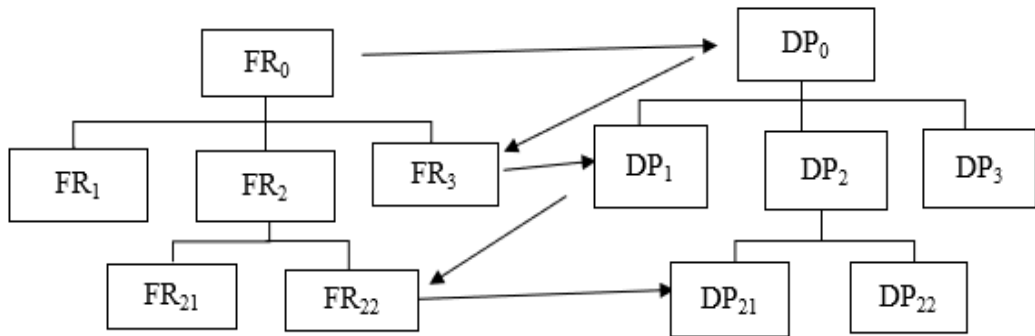 FR₀
DP₀
FR₁
FR₂
FR₃
DP₁
DP₂
DP₃
FR₂₁
FR₂₂
DP₂₁
DP₂₂